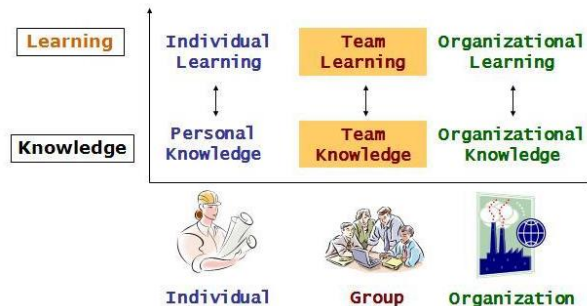 Learning
Individual
Learning
Team
Learning
Organizational
Learning
Knowledge
Personal
Knowledge
Team
Knowledge
Organizational
Knowledge
Individual
Group
Organization